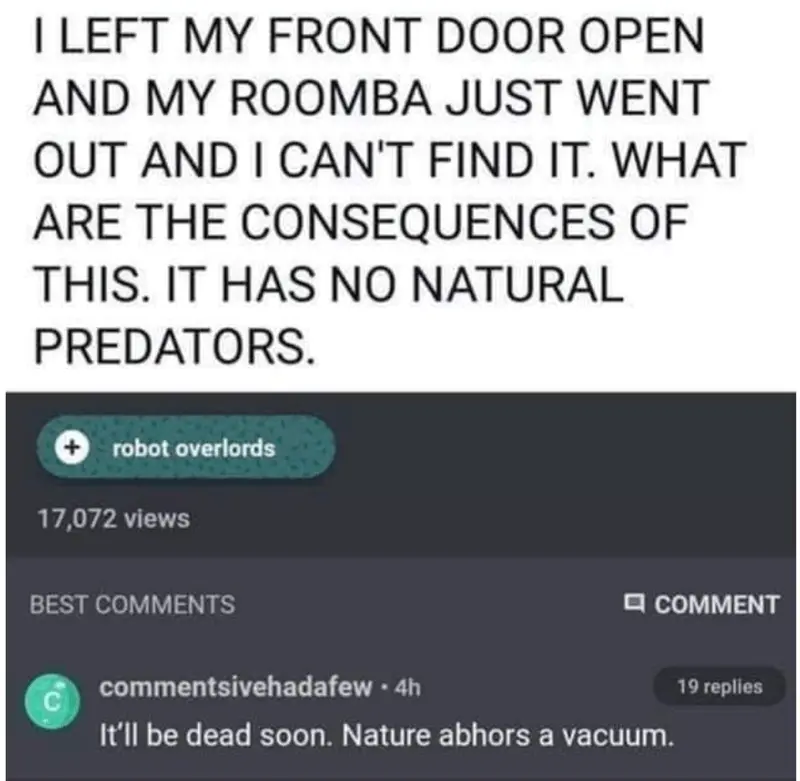 I LEFT MY FRONT DOOR OPEN
AND MY ROOMBA JUST WENT
OUT AND I CAN'T FIND IT. WHAT
ARE THE CONSEQUENCES OF
THIS. IT HAS NO NATURAL
PREDATORS.
+ robot overlords
17,072 views
BEST COMMENTS COMMENT
C
commentsivehadafew • 4h 19 replies
It'll be dead soon. Nature abhors a vacuum.